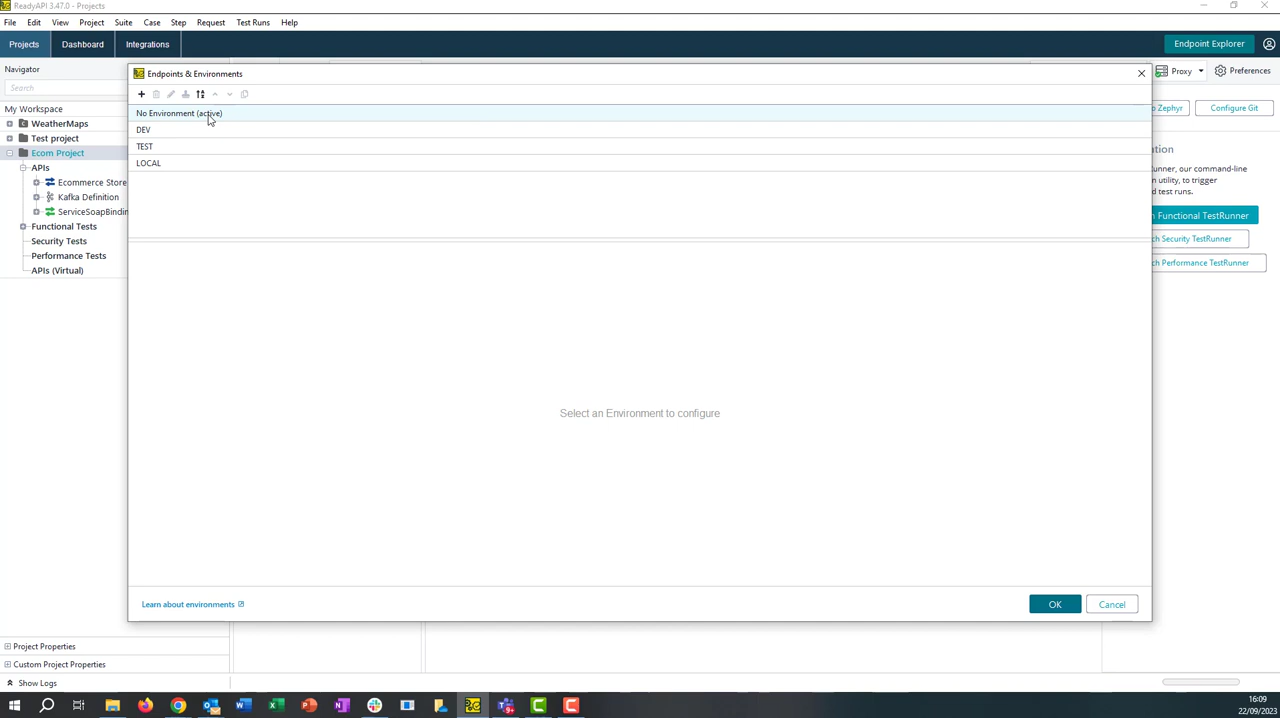 ReadyAPI 3.47.0 - Projects
File Edit View Project Suite Case Step Request Test Runs Help
Projects Dashboard Integrations Endpoint Explorer
Navigator
Endpoints & Environments
Proxy Preferences
Search
My Workspace
No Environment (active)
o Zephyr Configure Git
WeatherMaps
DEV
Test project
TEST
Ecom Project
LOCAL
ation
APIs
unner, our command-line
Ecommerce Store
n utility, to trigger
Kafka Definition
d test runs.
ServiceSoapBindin
h Functional TestRunner
Functional Tests
Security Tests
ch Security TestRunner
Performance Tests
ch Performance TestRunner
APIs (Virtual)
Select an Environment to configure
Learn about environments
OK Cancel
Project Properties
Custom Project Properties
Show Logs
16:09
22/09/2023